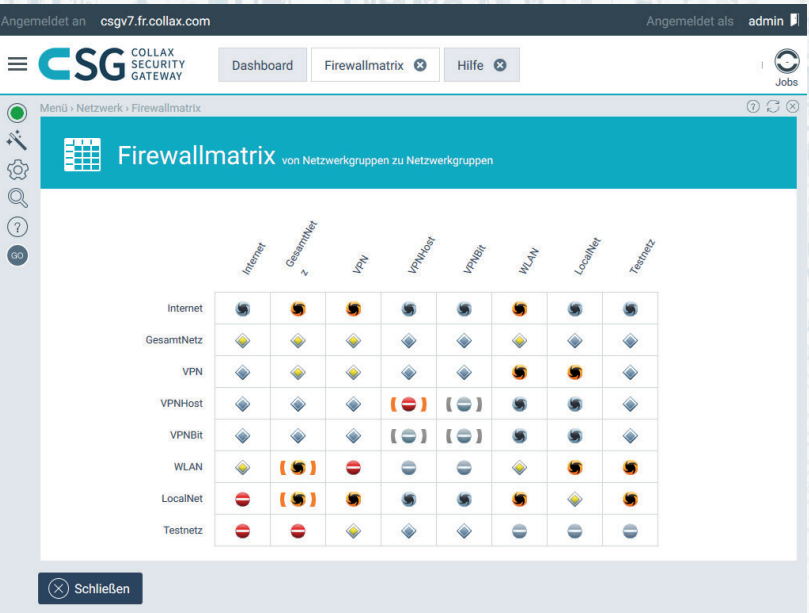 Angemeldet an csgv7.fr.collax.com
Angemeldet als admin
CSG COLLAX
SECURITY
GATEWAY
Dashboard
Firewallmatrix
Hilfe
Jobs
Menü › Netzwerk › Firewallmatrix
GO
Firewallmatrix von Netzwerkgruppen zu Netzwerkgruppen
Internet
GesamtNet
z
VPN
VPNHost
VPNBit
WLAN
LocalNet
Testnetz
Internet
GesamtNetz
VPN
VPNHost
VPNBit
WLAN
LocalNet
Testnetz
Schließen